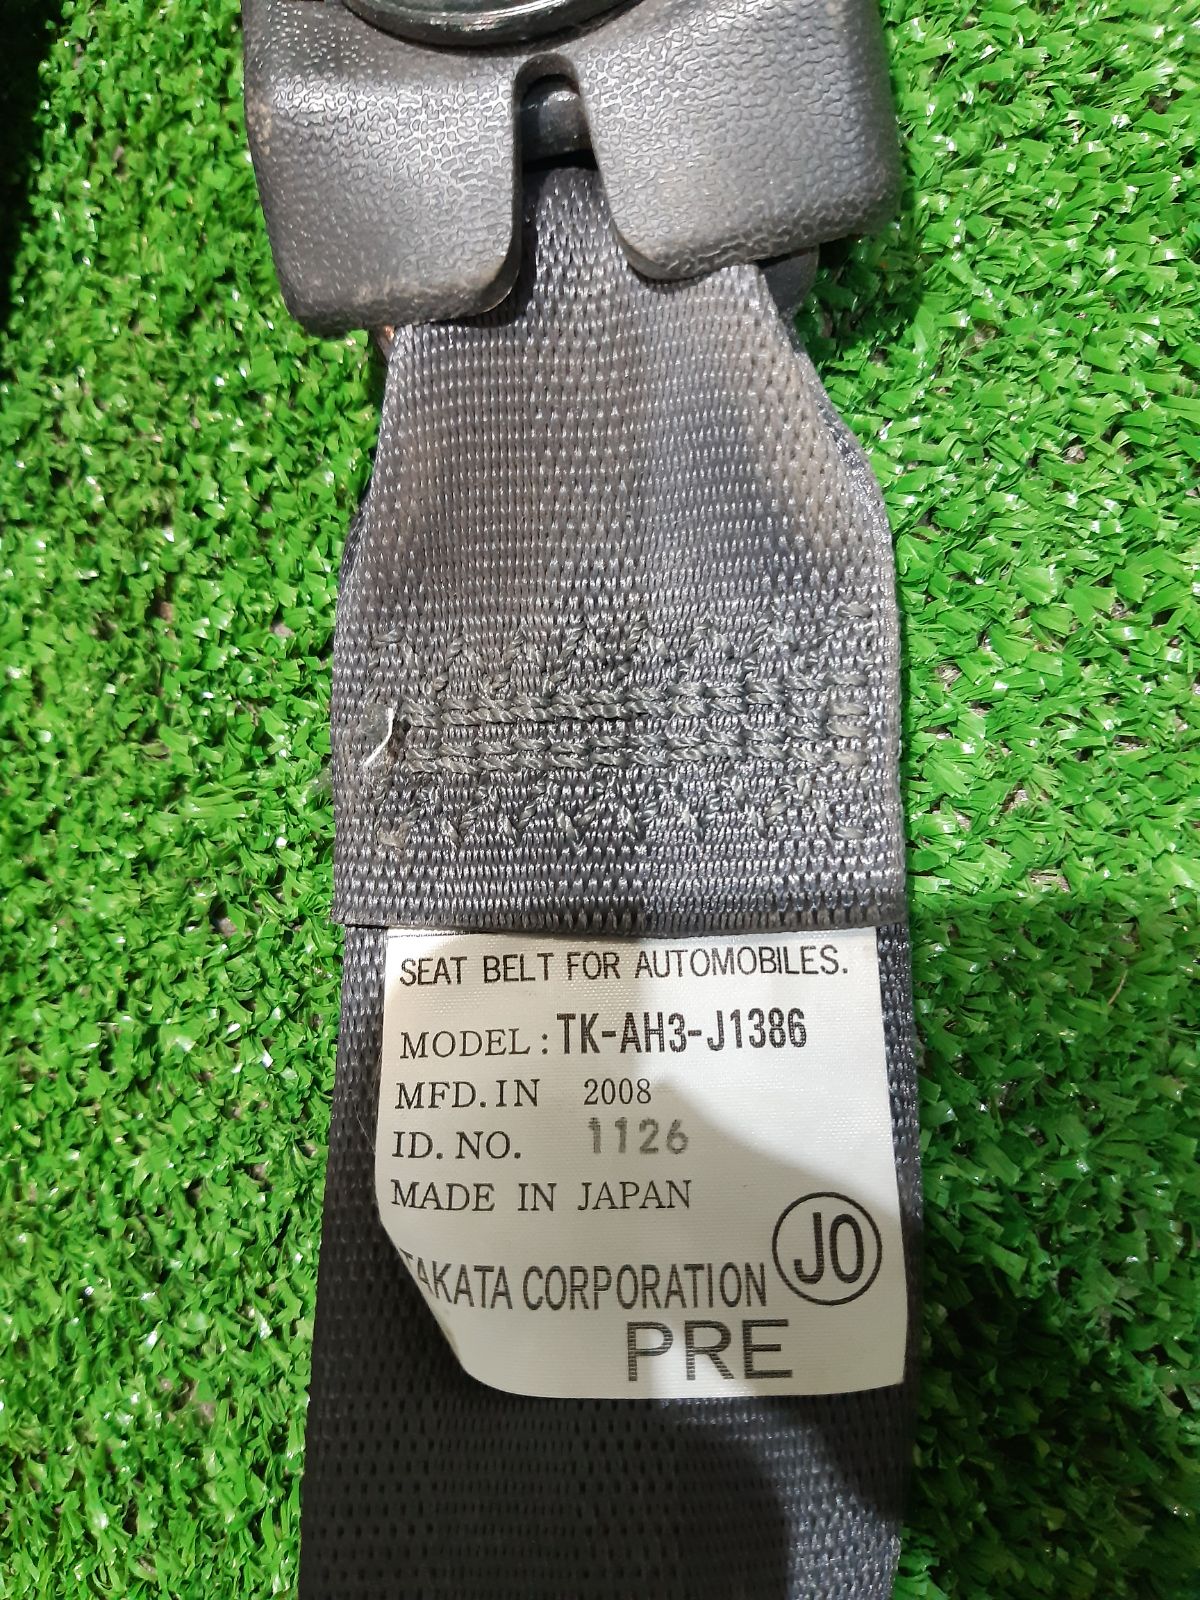 SEAT BELT FOR AUTOMOBILES.
MODEL: TK-AH3-J1386
MFD. IN 2008
ID. NO. 1126
MADE IN JAPAN
TAKATA CORPORATION JO
PRE